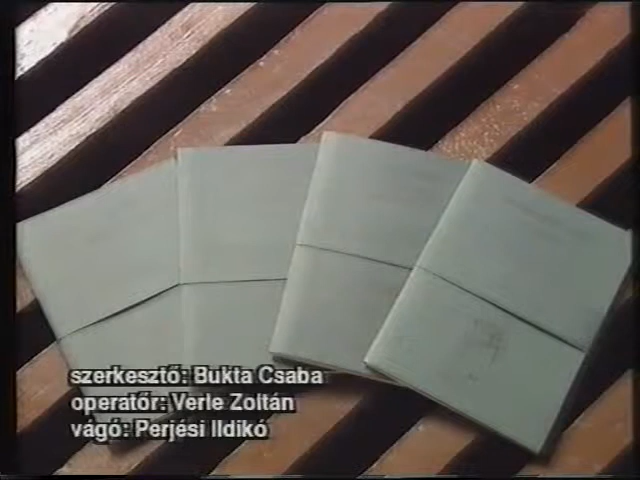 szerkesztő: Bukta Csaba
operatőr: Verle Zoltán
vágó: Perjési Ildikó